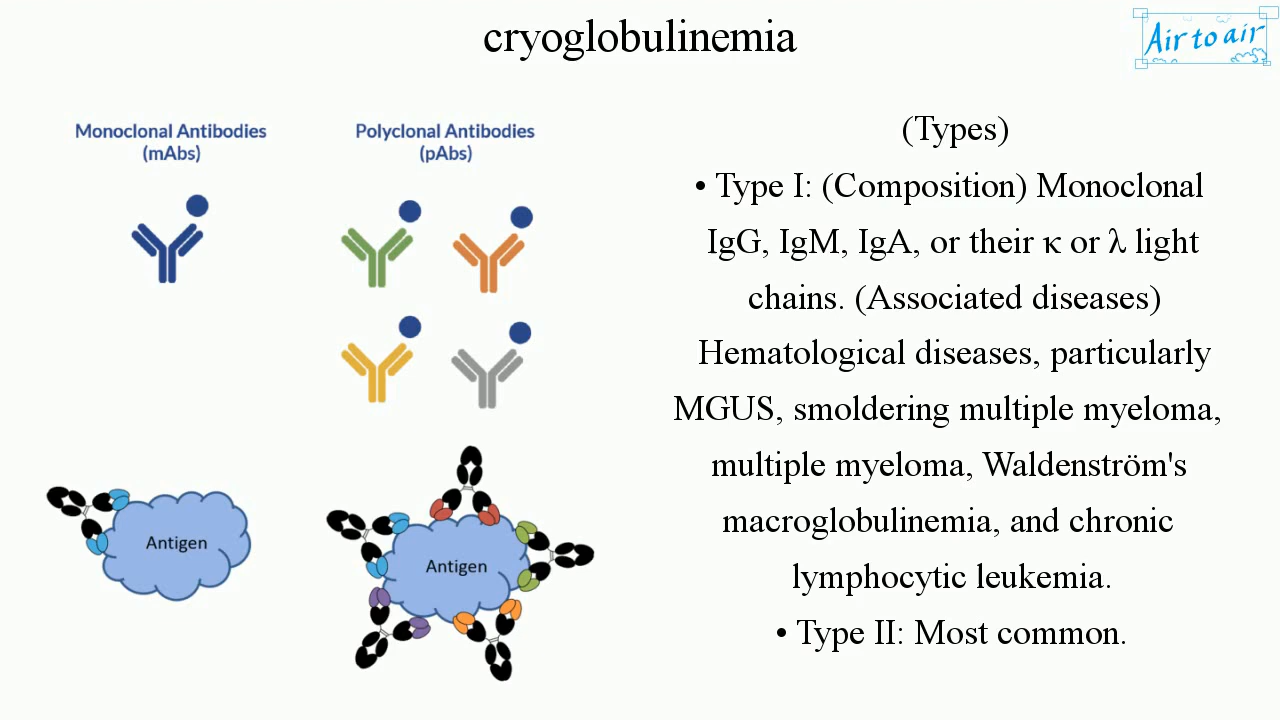 cryoglobulinemia
Air to air
Monoclonal Antibodies
(mAbs)
Polyclonal Antibodies
(pAbs)
Antigen
Antigen
(Types)
• Type I: (Composition) Monoclonal
IgG, IgM, IgA, or their κ or λ light
chains. (Associated diseases)
Hematological diseases, particularly
MGUS, smoldering multiple myeloma,
multiple myeloma, Waldenström's
macroglobulinemia, and chronic
lymphocytic leukemia.
• Type II: Most common.